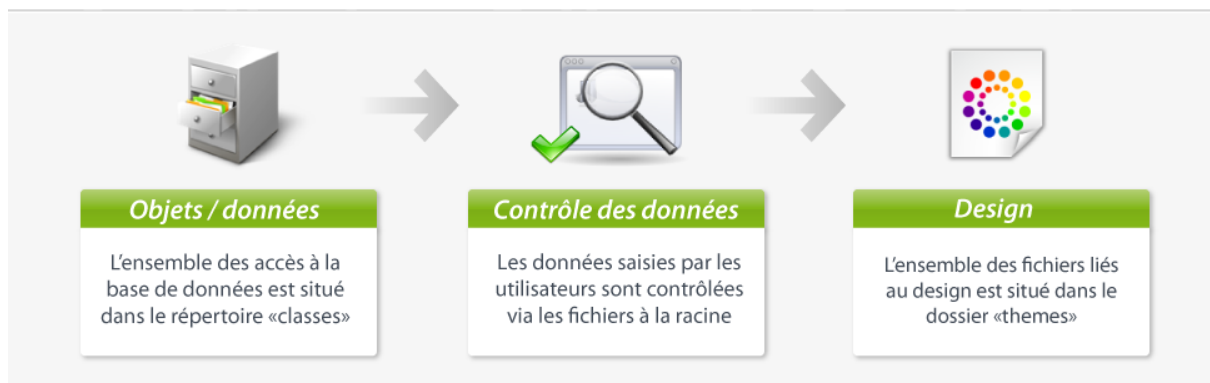 Objets / données
L'ensemble des accès à la
base de données est situé
dans le répertoire «classes»
Contrôle des données
Les données saisies par les
utilisateurs sont contrôlées
via les fichiers à la racine
Design
L'ensemble des fichiers liés
au design est situé dans le
dossier «themes»